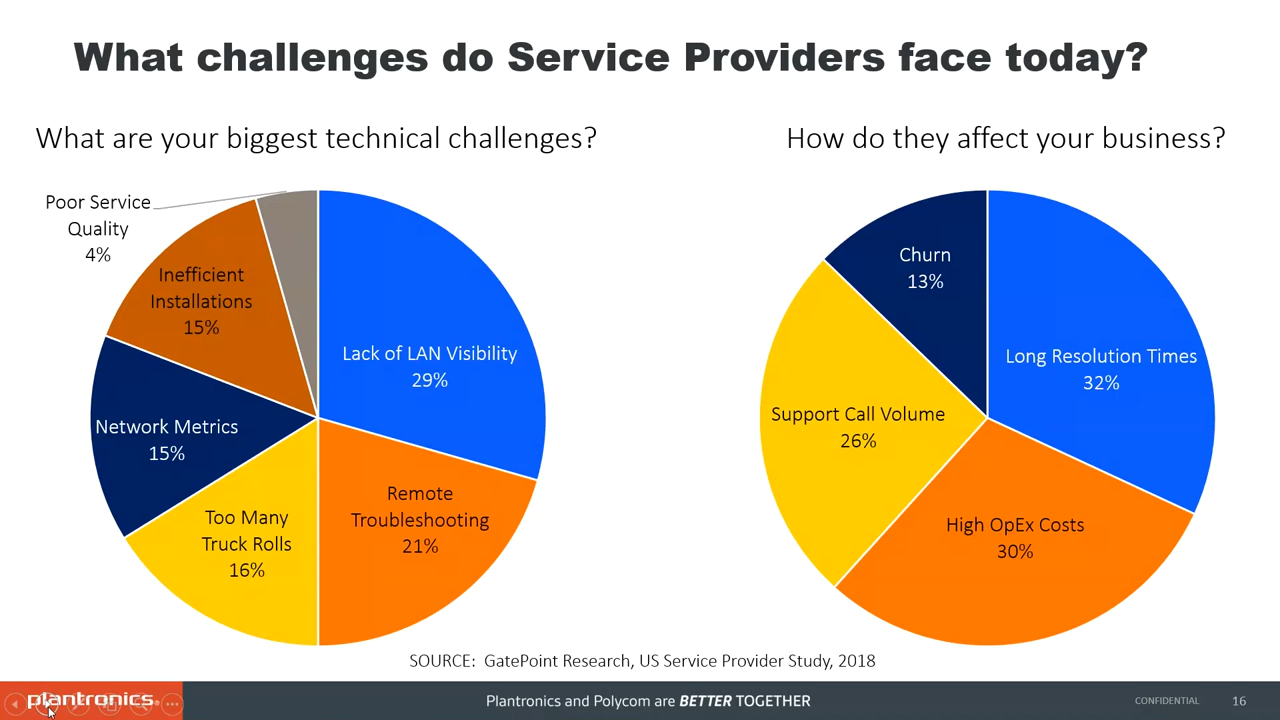 What challenges do Service Providers face today?
What are your biggest technical challenges?
Poor Service
Quality
4%
Inefficient
Installations
15%
Lack of LAN Visibility
29%
Network Metrics
15%
Remote
Troubleshooting
21%
Too Many
Truck Rolls
16%
How do they affect your business?
Churn
13%
Long Resolution Times
32%
Support Call Volume
26%
High OpEx Costs
30%
SOURCE: GatePoint Research, US Service Provider Study, 2018
plantronics.
Plantronics and Polycom are BETTER TOGETHER
CONFIDENTIAL
16